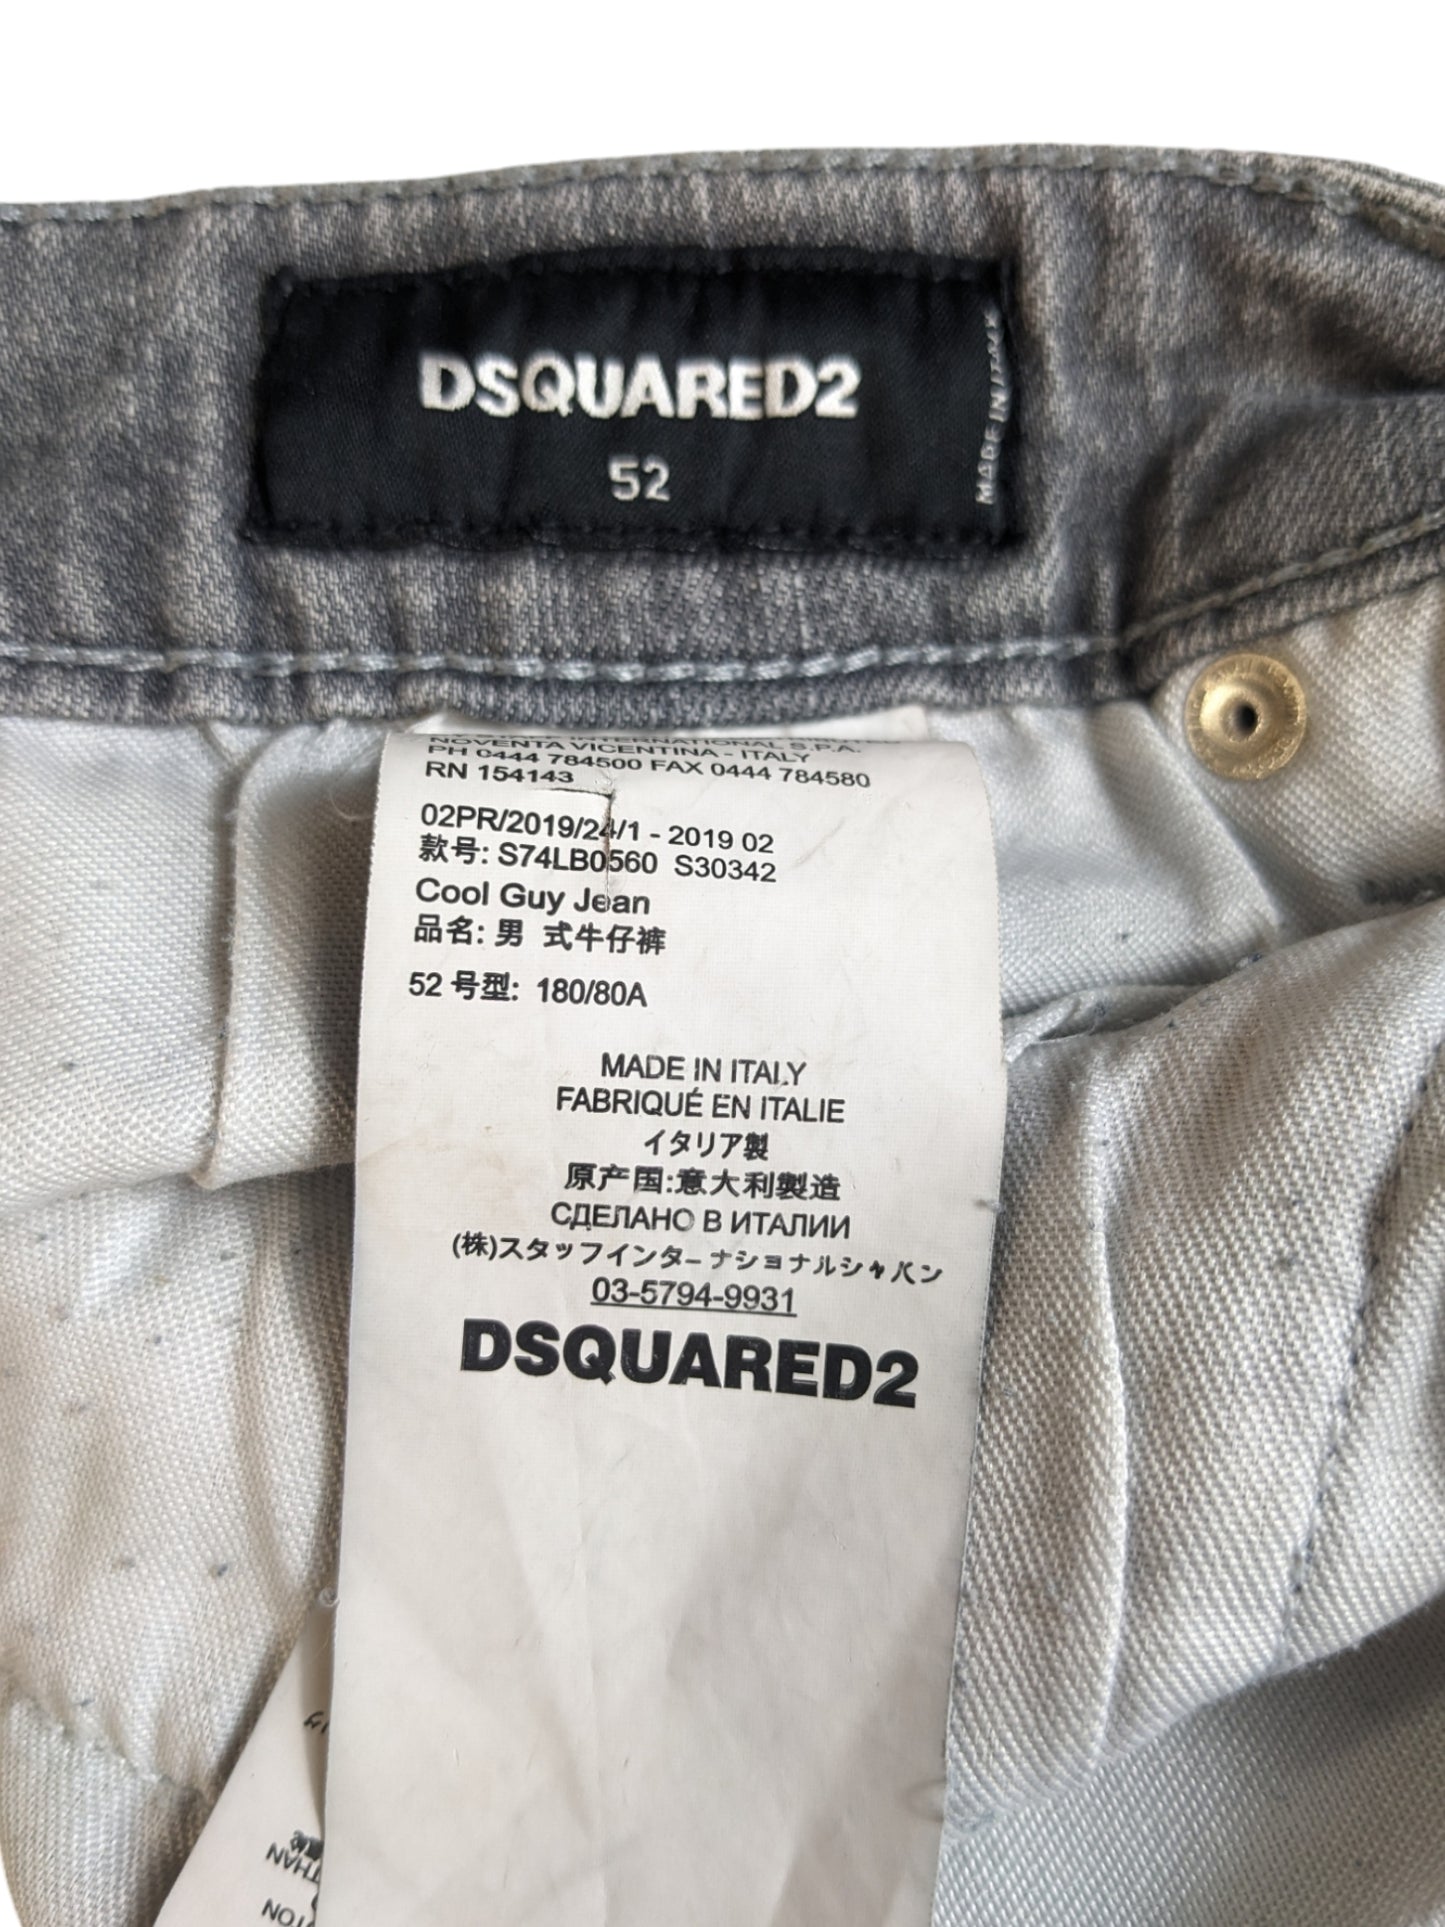 DSQUARED2
52
MADE IN ITALY
INTERNATIONAL S.P.A.
NOVENTA VICENTINA - ITALY
PH 0444 784500 FAX 0444 784580
RN 154143
02PR/2019/24/1 - 2019 02
款号: S74LB0560 S30342
Cool Guy Jean
品名: 男 式牛仔裤
52 号型: 180/80A
MADE IN ITALY
FABRIQUÉ EN ITALIE
イタリア製
原产国:意大利製造
СДЕЛАНО В ИТАЛИИ
(株)スタッフインターナショナルジャパン
03-5794-9931
DSQUARED2